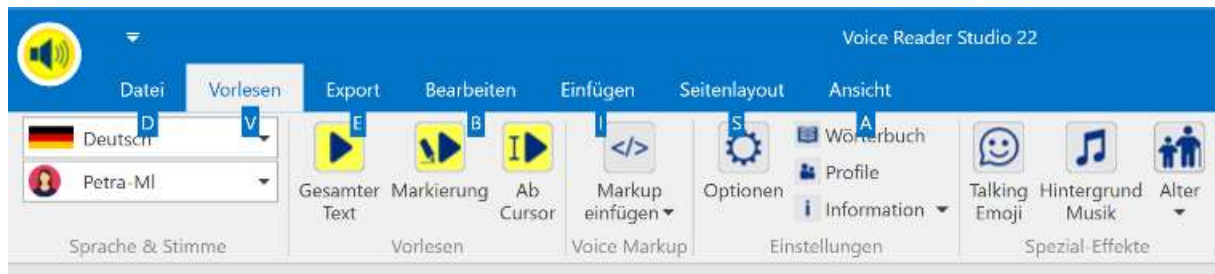 Voice Reader Studio 22
Datei Vorlesen Export Bearbeiten Einfügen Seitenlayout Ansicht
D V E B I S A
Deutsch
Petra-Ml
Gesamter Text
Markierung
Ab Cursor
</>
Markup einfügen
Optionen
Wörterbuch
Profile
i Information
Talking Emoji
Hintergrund Musik
Alter
Sprache & Stimme Vorlesen Voice Markup Einstellungen Spezial-Effekte